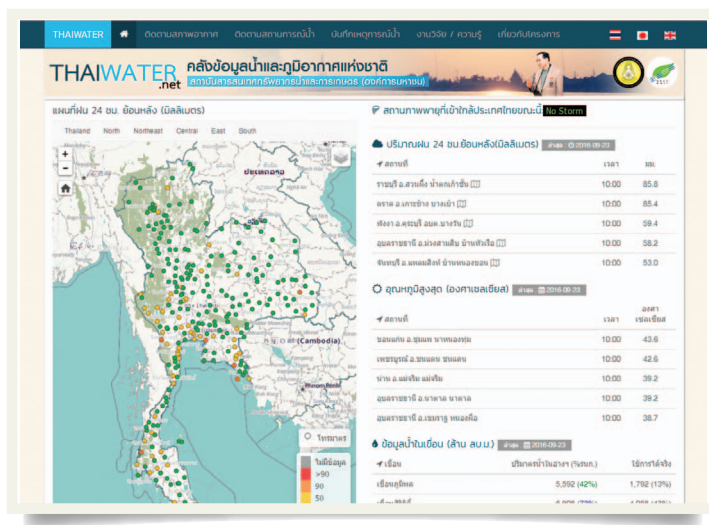 THAIWATER ติดตามสภาพอากาศ ติดตามสถานการณ์น้ำ บันทึกเหตุการณ์น้ำ งานวิจัย / ความรู้ เกี่ยวกับโครงการ
THAIWATER .net คลังข้อมูลน้ำและภูมิอากาศแห่งชาติ
สถาบันสารสนเทศทรัพยากรน้ำและการเกษตร (องค์การมหาชน)
แผนที่ฝน 24 ชม. ย้อนหลัง (มิลลิเมตร)
Thailand North Northeast Central East South
+
−
ประเทศลาว
(Cambodia)
โทรมาตร
ไม่มีข้อมูล
>90
90
50
สถานภาพพายุที่เข้าใกล้ประเทศไทยขณะนี้ No Storm
ปริมาณฝน 24 ชม.ย้อนหลัง(มิลลิเมตร) ล่าสุด 2016-09-23
สถานที่ เวลา มม.
ราชบุรี อ.สวนผึ้ง น้ำตกเก้าชั้น 10:00 85.8
ตราด อ.เกาะช้าง บางเบ้า 10:00 85.4
พังงา อ.คุระบุรี อบต.บางวัน 10:00 59.4
อุบลราชธานี อ.ม่วงสามสิบ บ้านหัวเรือ 10:00 58.2
จันทบุรี อ.แหลมสิงห์ บ้านหนองชอน 10:00 53.0
อุณหภูมิสูงสุด (องศาเซลเซียส) ล่าสุด 2016-09-23
สถานที่ เวลา องศา เซลเซียส
ขอนแก่น อ.ชุมแพ นาหนองทุ่ม 10:00 43.6
เพชรบูรณ์ อ.ชนแดน ชนแดน 10:00 42.6
น่าน อ.แม่จริม แม่จริม 10:00 39.2
อุบลราชธานี อ.นาตาล นาตาล 10:00 39.2
อุบลราชธานี อ.เขมราฐ หนองผือ 10:00 38.7
ข้อมูลน้ำในเขื่อน (ล้าน ลบ.ม.) ล่าสุด 2016-09-23
เขื่อน ปริมาตรน้ำในอ่างฯ (%รนก.) ใช้การได้จริง
เขื่อนภูมิพล 5,592 (42%) 1,792 (13%)